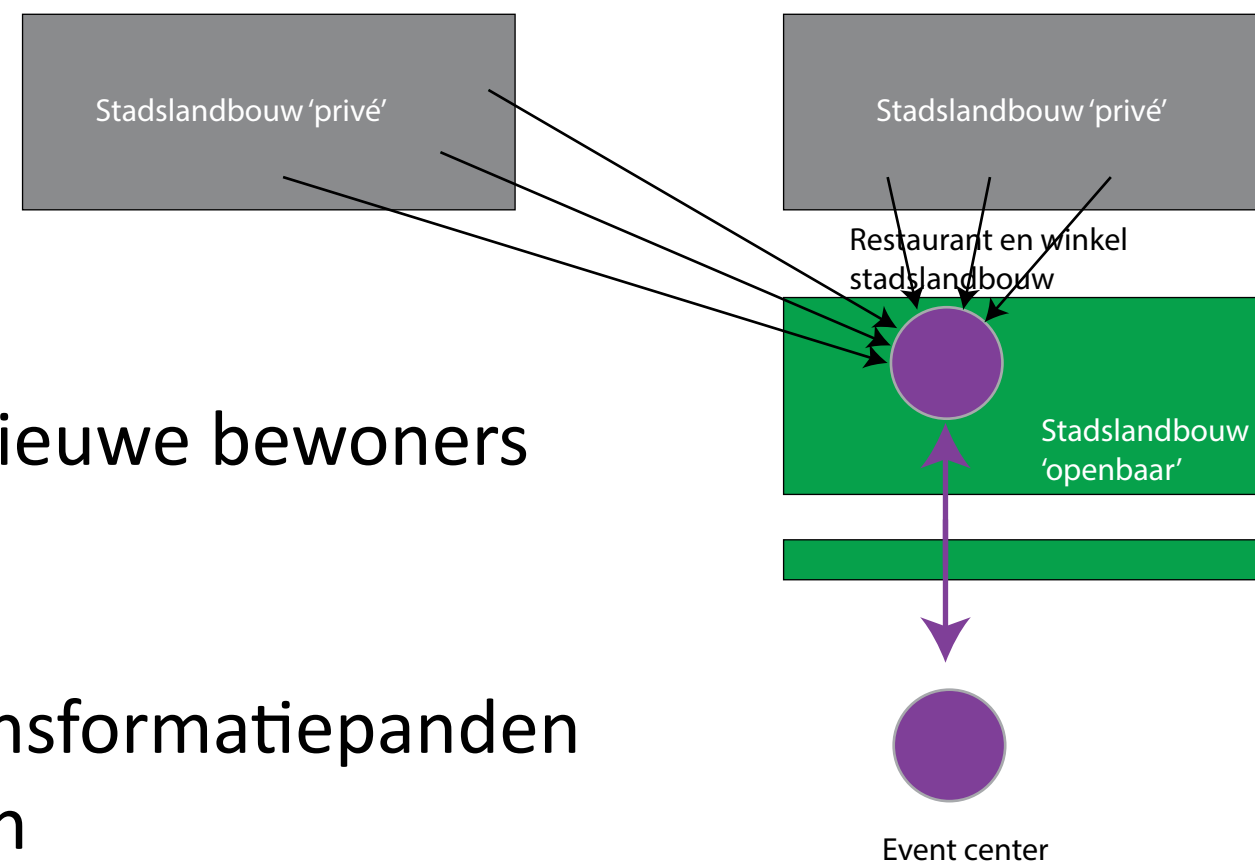 Stadslandbouw ‘privé’
Stadslandbouw ‘privé’
Restaurant en winkel
stadslandbouw
ieuwe bewoners
Stadslandbouw
‘openbaar’
nsformatiepanden
n
Event center